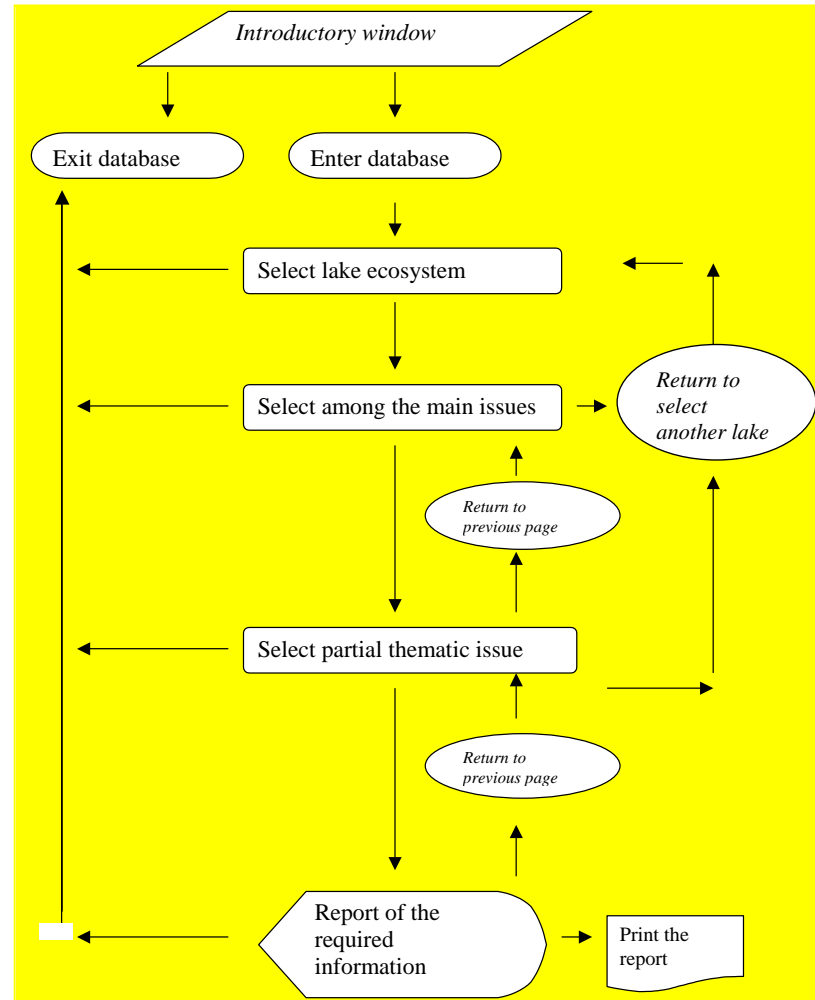 Introductory window
Exit database
Enter database
Select lake ecosystem
Select among the main issues
Return to
select
another lake
Return to
previous page
Select partial thematic issue
Return to
previous page
Report of the
required
information
Print the
report